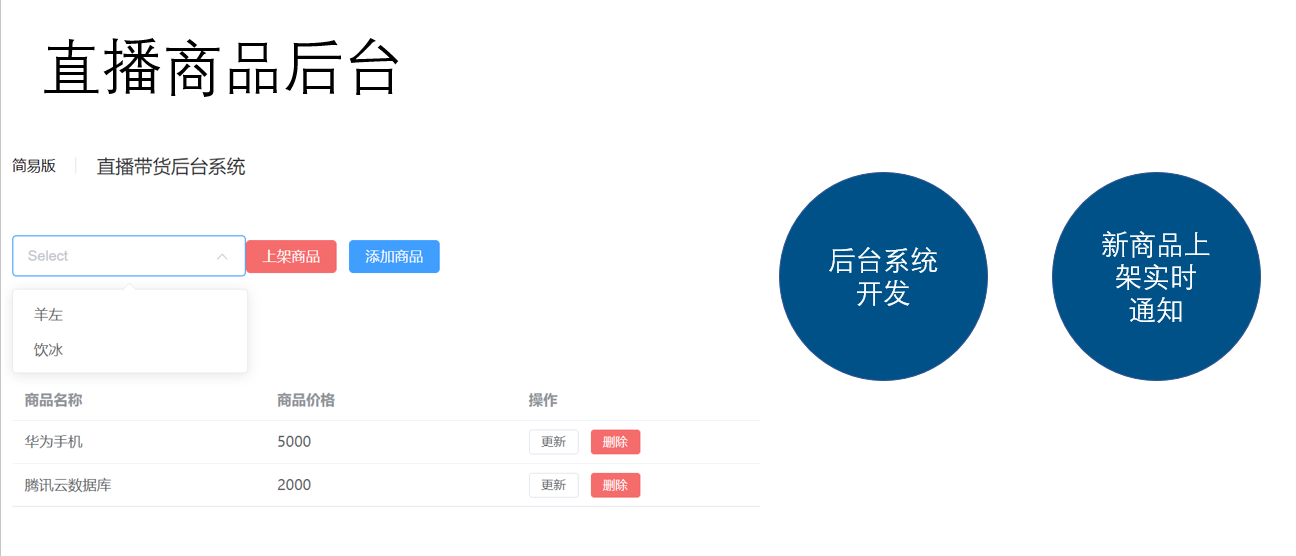 直播商品后台
简易版
直播带货后台系统
Select
上架商品
添加商品
羊左
饮冰
商品名称 商品价格 操作
华为手机 5000 更新 删除
腾讯云数据库 2000 更新 删除
后台系统
开发
新商品上
架实时
通知